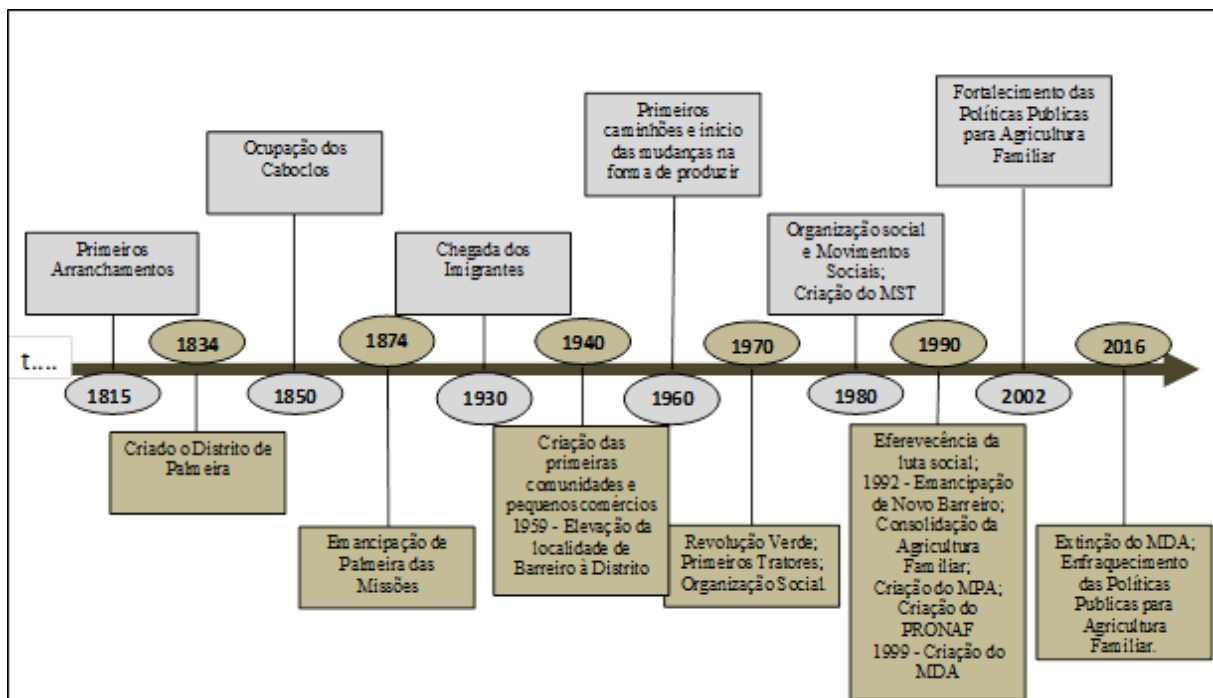 Fortalecimento das
Políticas Publicas
para Agricultura
Familiar
Primeiros
caminhões e inicio
das mudanças na
forma de produzir
Ocupação dos
Caboclos
Organização social
e Movimentos
Sociais;
Criação do MST
Primeiros
Arranchamentos
Chegada dos
Imigrantes
1834
1874
1940
1970
1990
2016
t....
1815
1850
1930
1960
1980
2002
Criado o Distrito de
Palmeira
Emancipação de
Palmeira das
Missões
Criação das
primeiras
comunidades e
pequenos comércios
1959 - Elevação da
localidade de
Barreiro à Distrito
Revolução Verde;
Primeiros Tratores;
Organização Social.
Eferevecência da
luta social;
1992 - Emancipação
de Novo Barreiro;
Consolidação da
Agricultura
Familiar;
Criação do MPA;
Criação do
PRONAF
1999 - Criação do
MDA
Extinção do MDA;
Enfraquecimento
das Políticas
Publicas para
Agricultura
Familiar.